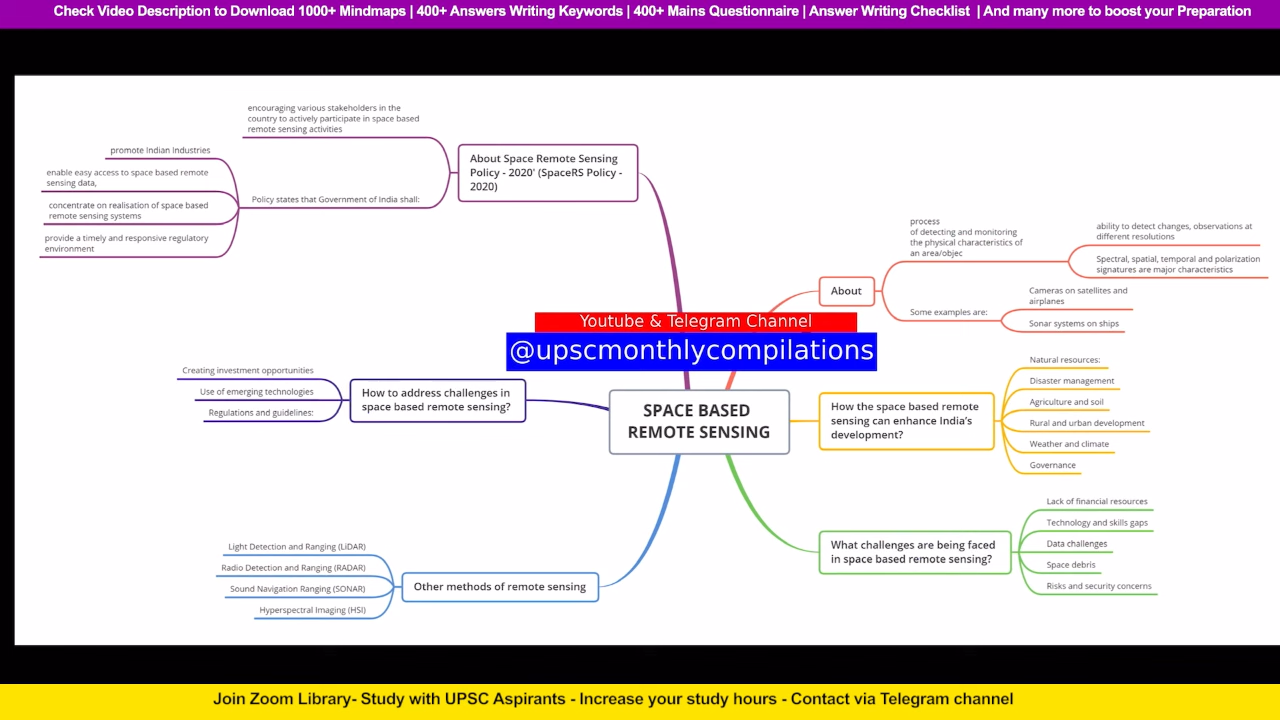 Check Video Description to Download 1000+ Mindmaps | 400+ Answers Writing Keywords | 400+ Mains Questionnaire | Answer Writing Checklist | And many more to boost your Preparation
encouraging various stakeholders in the
country to actively participate in space based
remote sensing activities
promote Indian Industries
enable easy access to space based remote
sensing data,
concentrate on realisation of space based
remote sensing systems
provide a timely and responsive regulatory
environment
Policy states that Government of India shall:
About Space Remote Sensing
Policy - 2020' (SpaceRS Policy -
2020)
About
process
of detecting and monitoring
the physical characteristics of
an area/objec
ability to detect changes, observations at
different resolutions
Spectral, spatial, temporal and polarization
signatures are major characteristics
Some examples are:
Cameras on satellites and
airplanes
Sonar systems on ships
Youtube & Telegram Channel
@upscmonthlycompilations
SPACE BASED
REMOTE SENSING
How to address challenges in
space based remote sensing?
Creating investment opportunities
Use of emerging technologies
Regulations and guidelines:
How the space based remote
sensing can enhance India's
development?
Natural resources:
Disaster management
Agriculture and soil
Rural and urban development
Weather and climate
Governance
What challenges are being faced
in space based remote sensing?
Lack of financial resources
Technology and skills gaps
Data challenges
Space debris
Risks and security concerns
Other methods of remote sensing
Light Detection and Ranging (LiDAR)
Radio Detection and Ranging (RADAR)
Sound Navigation Ranging (SONAR)
Hyperspectral Imaging (HSI)
Join Zoom Library- Study with UPSC Aspirants - Increase your study hours - Contact via Telegram channel